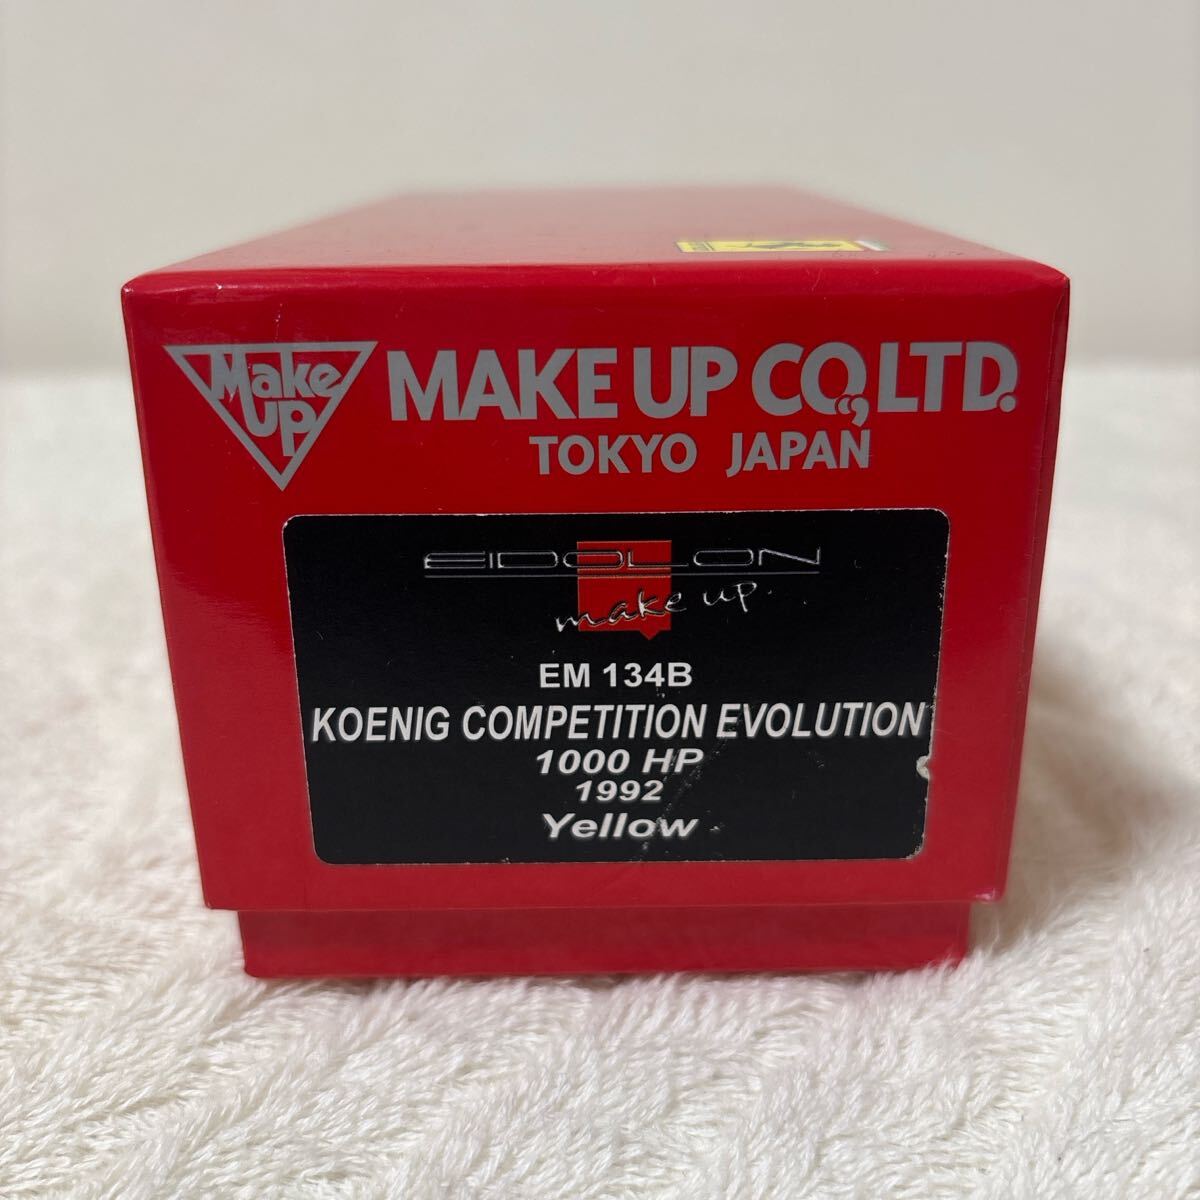 Make up
MAKE UP CO., LTD.
TOKYO JAPAN
EIDOLON
make up
EM 134B
KOENIG COMPETITION EVOLUTION
1000 HP
1992
Yellow